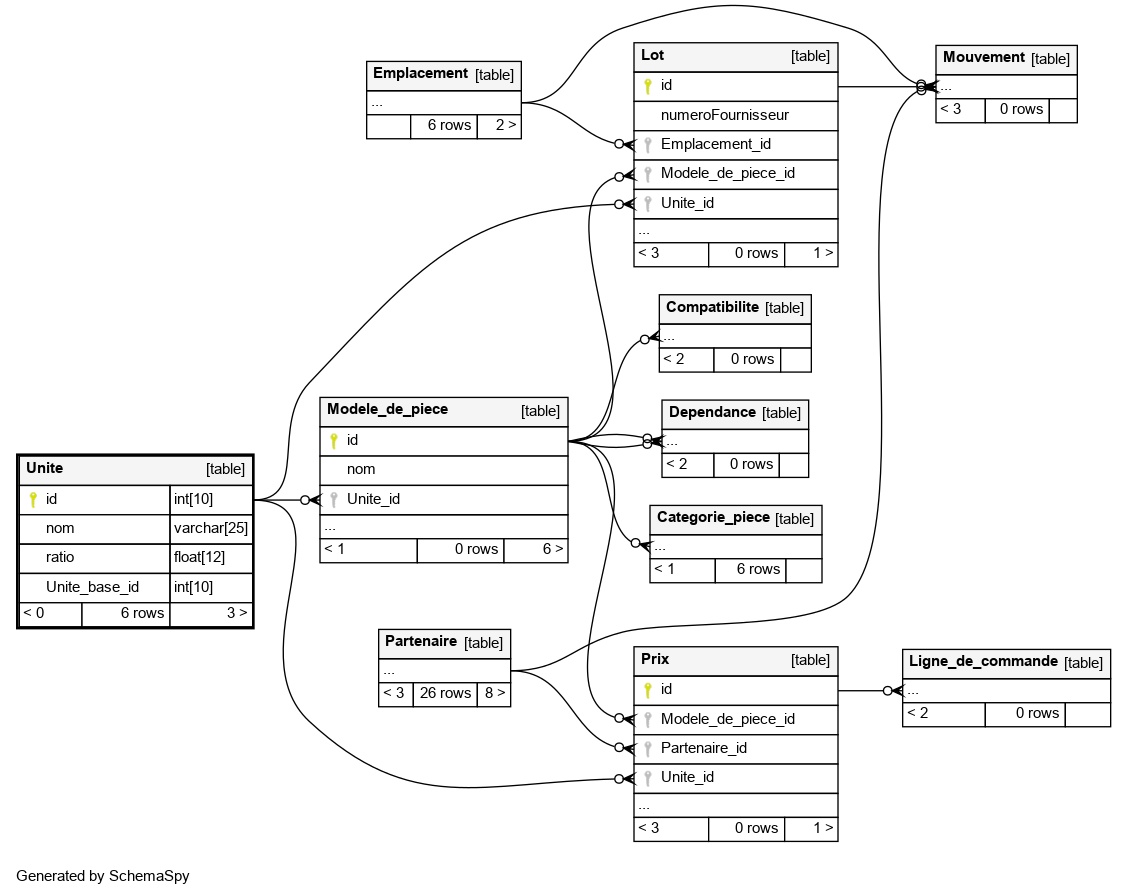 Emplacement [table]
...
6 rows 2 >
Lot [table]
id
numeroFournisseur
Emplacement_id
Modele_de_piece_id
Unite_id
...
< 3 0 rows 1 >
Mouvement [table]
...
< 3 0 rows
Compatibilite [table]
...
< 2 0 rows
Modele_de_piece [table]
id
nom
Unite_id
...
< 1 0 rows 6 >
Dependance [table]
...
< 2 0 rows
Unite [table]
id int[10]
nom varchar[25]
ratio float[12]
Unite_base_id int[10]
< 0 6 rows 3 >
Categorie_piece [table]
...
< 1 6 rows
Partenaire [table]
...
< 3 26 rows 8 >
Prix [table]
id
Modele_de_piece_id
Partenaire_id
Unite_id
...
< 3 0 rows 1 >
Ligne_de_commande [table]
...
< 2 0 rows
Generated by SchemaSpy